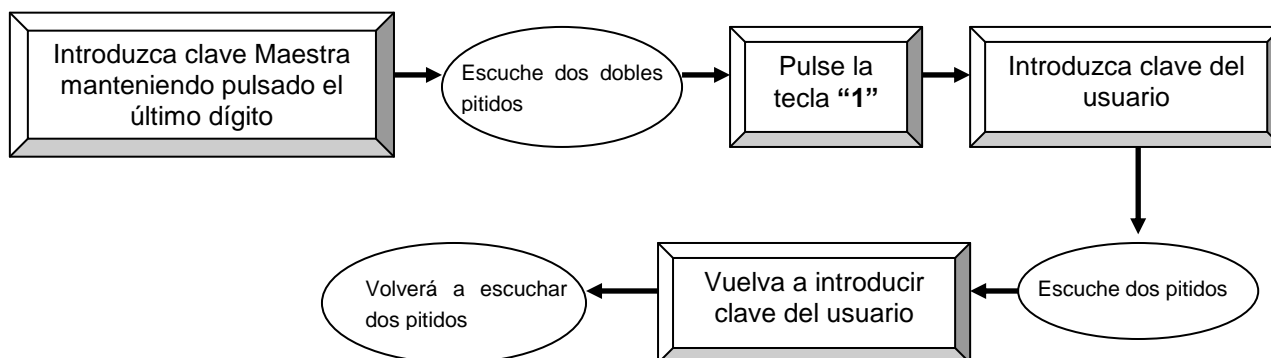 Introduzca clave Maestra
manteniendo pulsado el
último dígito
Escuche dos dobles
pitidos
Pulse la
tecla “1”
Introduzca clave del
usuario
Escuche dos pitidos
Vuelva a introducir
clave del usuario
Volverá a escuchar
dos pitidos